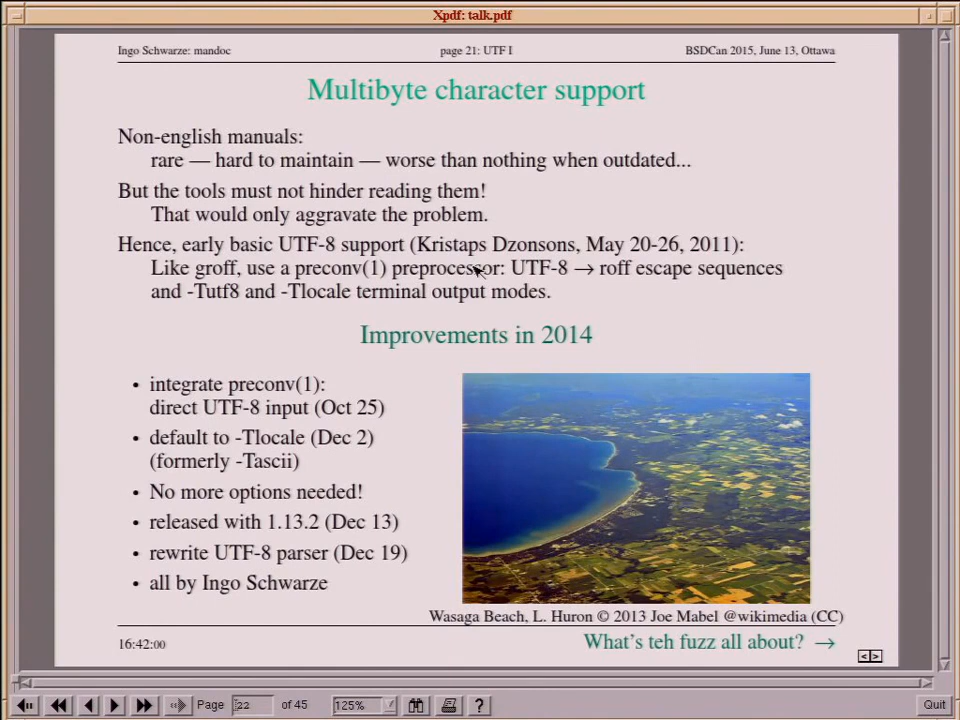 Xpdf: talk.pdf
Ingo Schwarze: mandoc page 21: UTF I BSDCan 2015, June 13, Ottawa
Multibyte character support
Non-english manuals:
rare — hard to maintain — worse than nothing when outdated...
But the tools must not hinder reading them!
That would only aggravate the problem.
Hence, early basic UTF-8 support (Kristaps Dzonsons, May 20-26, 2011):
Like groff, use a preconv(1) preprocessor: UTF-8 → roff escape sequences
and -Tutf8 and -Tlocale terminal output modes.
Improvements in 2014
• integrate preconv(1):
direct UTF-8 input (Oct 25)
• default to -Tlocale (Dec 2)
(formerly -Tascii)
• No more options needed!
• released with 1.13.2 (Dec 13)
• rewrite UTF-8 parser (Dec 19)
• all by Ingo Schwarze
Wasaga Beach, L. Huron © 2013 Joe Mabel @wikimedia (CC)
16:42:00 What's teh fuzz all about? →
<>
Page 22 of 45 125% ? Quit